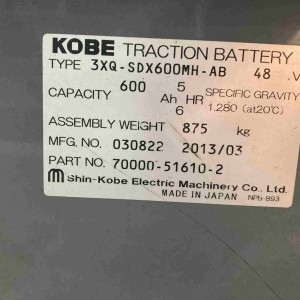 KOBE TRACTION BATTERY
TYPE 3XQ-SDX600MH-AB 48 .V
CAPACITY 600 Ah 5 HR SPECIFIC GRAVITY
6 1.280 (at20℃)
ASSEMBLY WEIGHT 875 kg
MFG. NO. 030822 2013/03
PART NO. 70000-51610-2
Shin-Kobe Electric Machinery Co., Ltd.
MADE IN JAPAN NPb-893